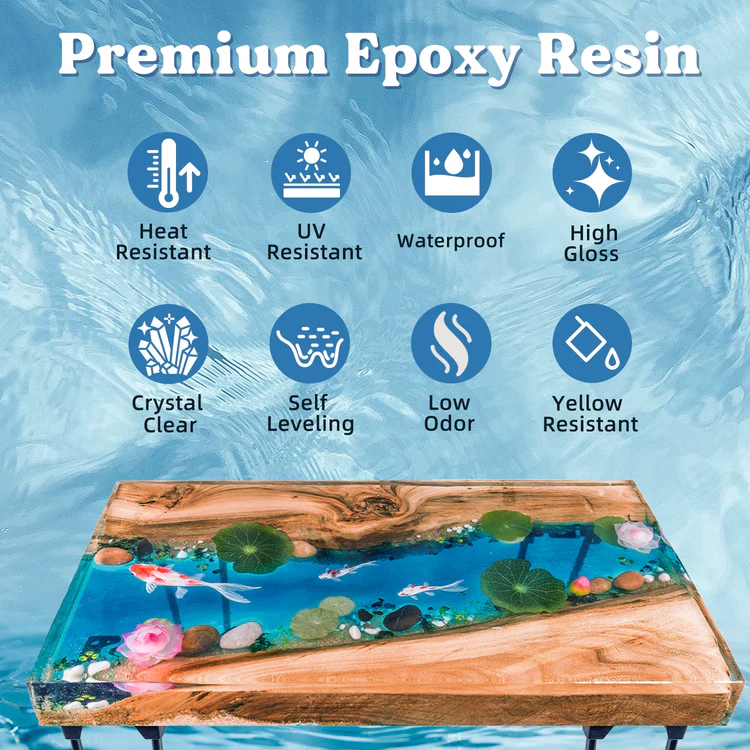 Premium Epoxy Resin
Heat
Resistant
UV
Resistant
Waterproof
High
Gloss
Crystal
Clear
Self
Leveling
Low
Odor
Yellow
Resistant